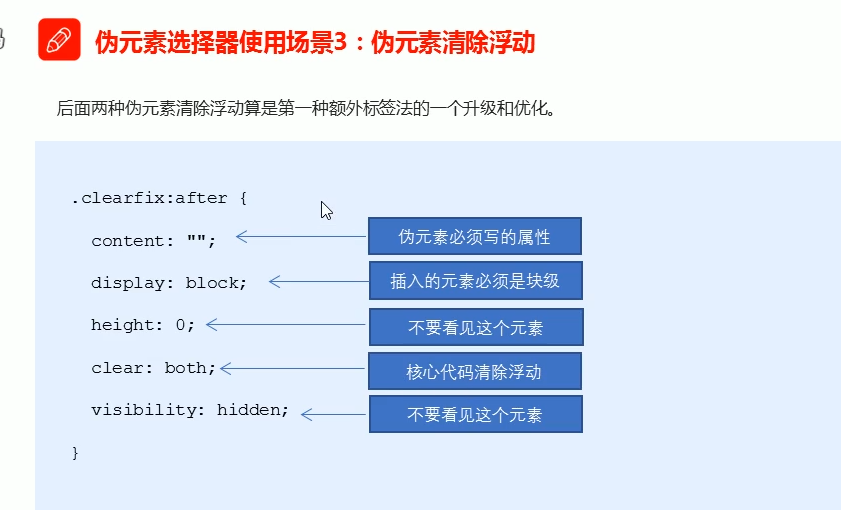 伪元素选择器使用场景3：伪元素清除浮动
后面两种伪元素清除浮动算是第一种额外标签法的一个升级和优化。
.clearfix:after {
content: "";
伪元素必须写的属性
display: block;
插入的元素必须是块级
height: 0;
不要看见这个元素
clear: both;
核心代码清除浮动
visibility: hidden;
不要看见这个元素
}